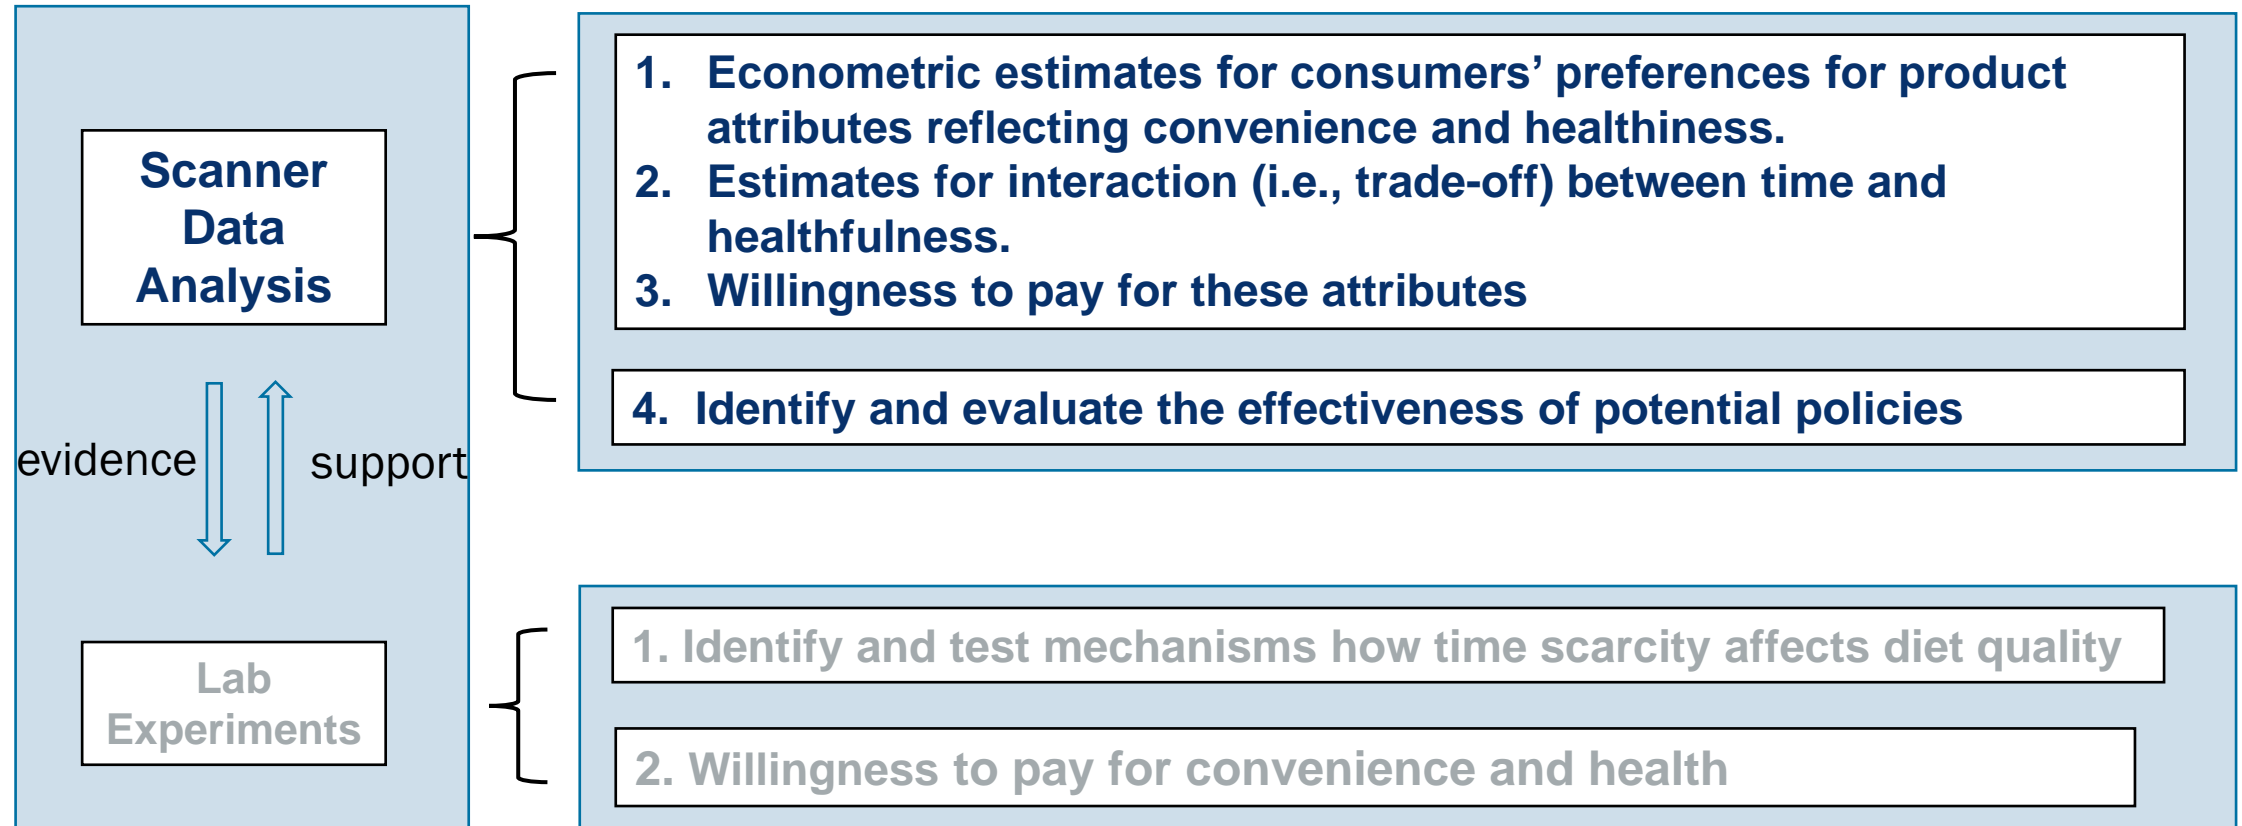 Scanner
Data
Analysis
evidence
support
Lab
Experiments
1. Econometric estimates for consumers’ preferences for product
attributes reflecting convenience and healthiness.
2. Estimates for interaction (i.e., trade-off) between time and
healthfulness.
3. Willingness to pay for these attributes
4. Identify and evaluate the effectiveness of potential policies
1. Identify and test mechanisms how time scarcity affects diet quality
2. Willingness to pay for convenience and health